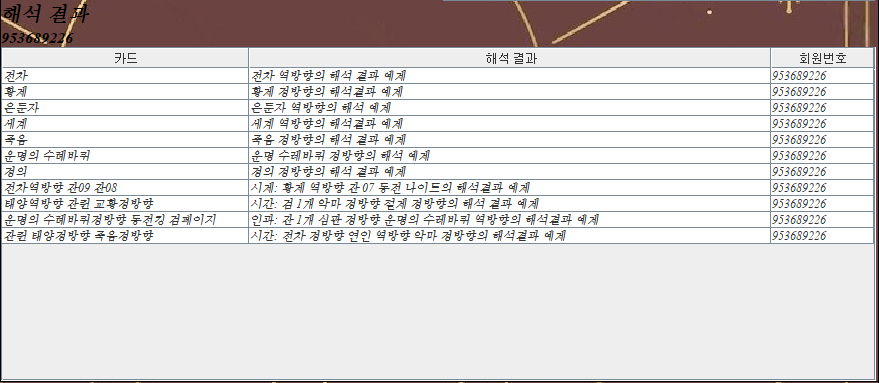 해석 결과
953689226
카드 해석 결과 회원번호
전차 전차 역방향의 해석 결과 예제 953689226
황제 황제 정방향의 해석결과 예제 953689226
은둔자 은둔자 역방향의 해석 예제 953689226
세계 세계 역방향의 해석 결과 예제 953689226
죽음 죽음 정방향의 해석 결과 예제 953689226
운명의 수레바퀴 운명 수레바퀴 정방향의 해석 예제 953689226
정의 정의 정방향의 해석 결과 예제 953689226
전차역방향 잔09 잔08 시계: 황제 역방향 잔 07 동전 나이트의 해석결과 예제 953689226
태양역방향 잔퀸 교황정방향 시간: 검 1개 악마 정방향 절제 정방향의 해석 결과 예제 953689226
운명의 수레바퀴정방향 동전킹 검페이지 인과: 잔 1개 심판 정방향 운명의 수레바퀴 역방향의 해석결과 예제 953689226
잔퀸 태양정방향 죽음정방향 시간: 전차 정방향 연인 역방향 악마 정방향의 해석결과 예제 953689226